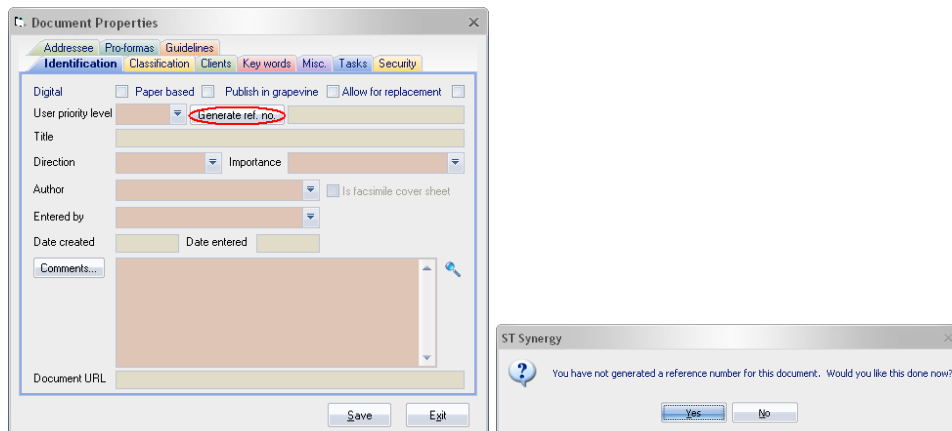 Document Properties
Addressee Pro-formas Guidelines
Identification Classification Clients Key words Misc. Tasks Security
Digital Paper based Publish in grapevine Allow for replacement
User priority level Generate ref. no.
Title
Direction Importance
Author Is facsimile cover sheet
Entered by
Date created Date entered
Comments...
Document URL
Save Exit
ST Synergy
You have not generated a reference number for this document. Would you like this done now?
Yes No